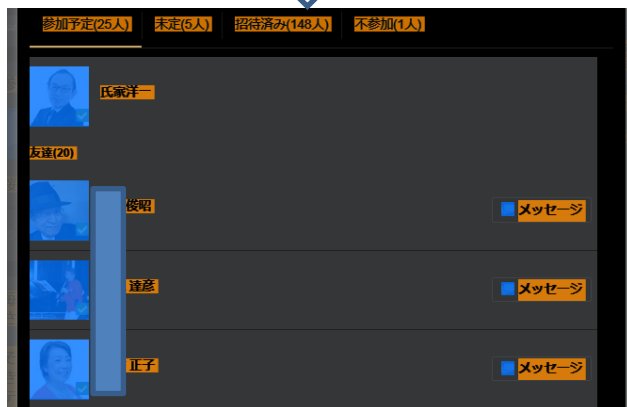 参加予定(25人) 未定(5人) 招待済み(148人) 不参加(1人)
氏家洋一
友達(20)
俊昭 メッセージ
達彦 メッセージ
正子 メッセージ